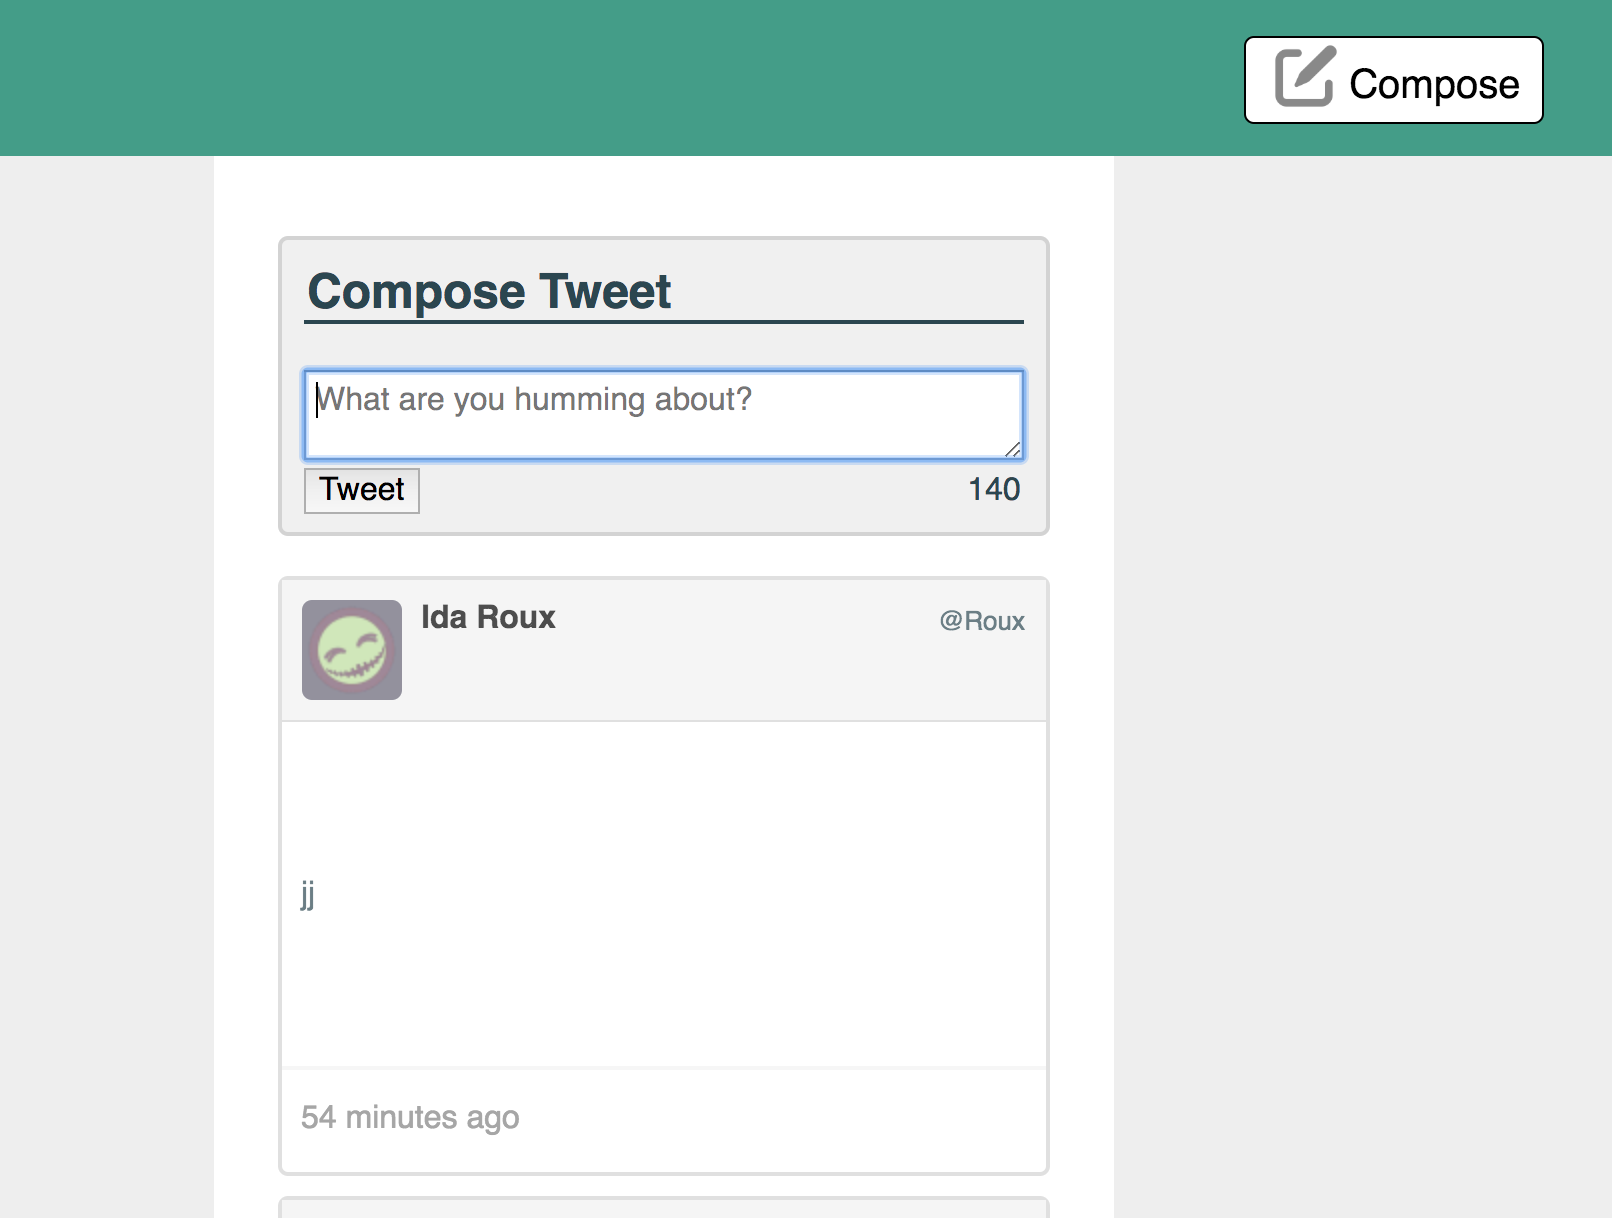 Compose
Compose Tweet
What are you humming about?
Tweet 140
Ida Roux @Roux
jj
54 minutes ago